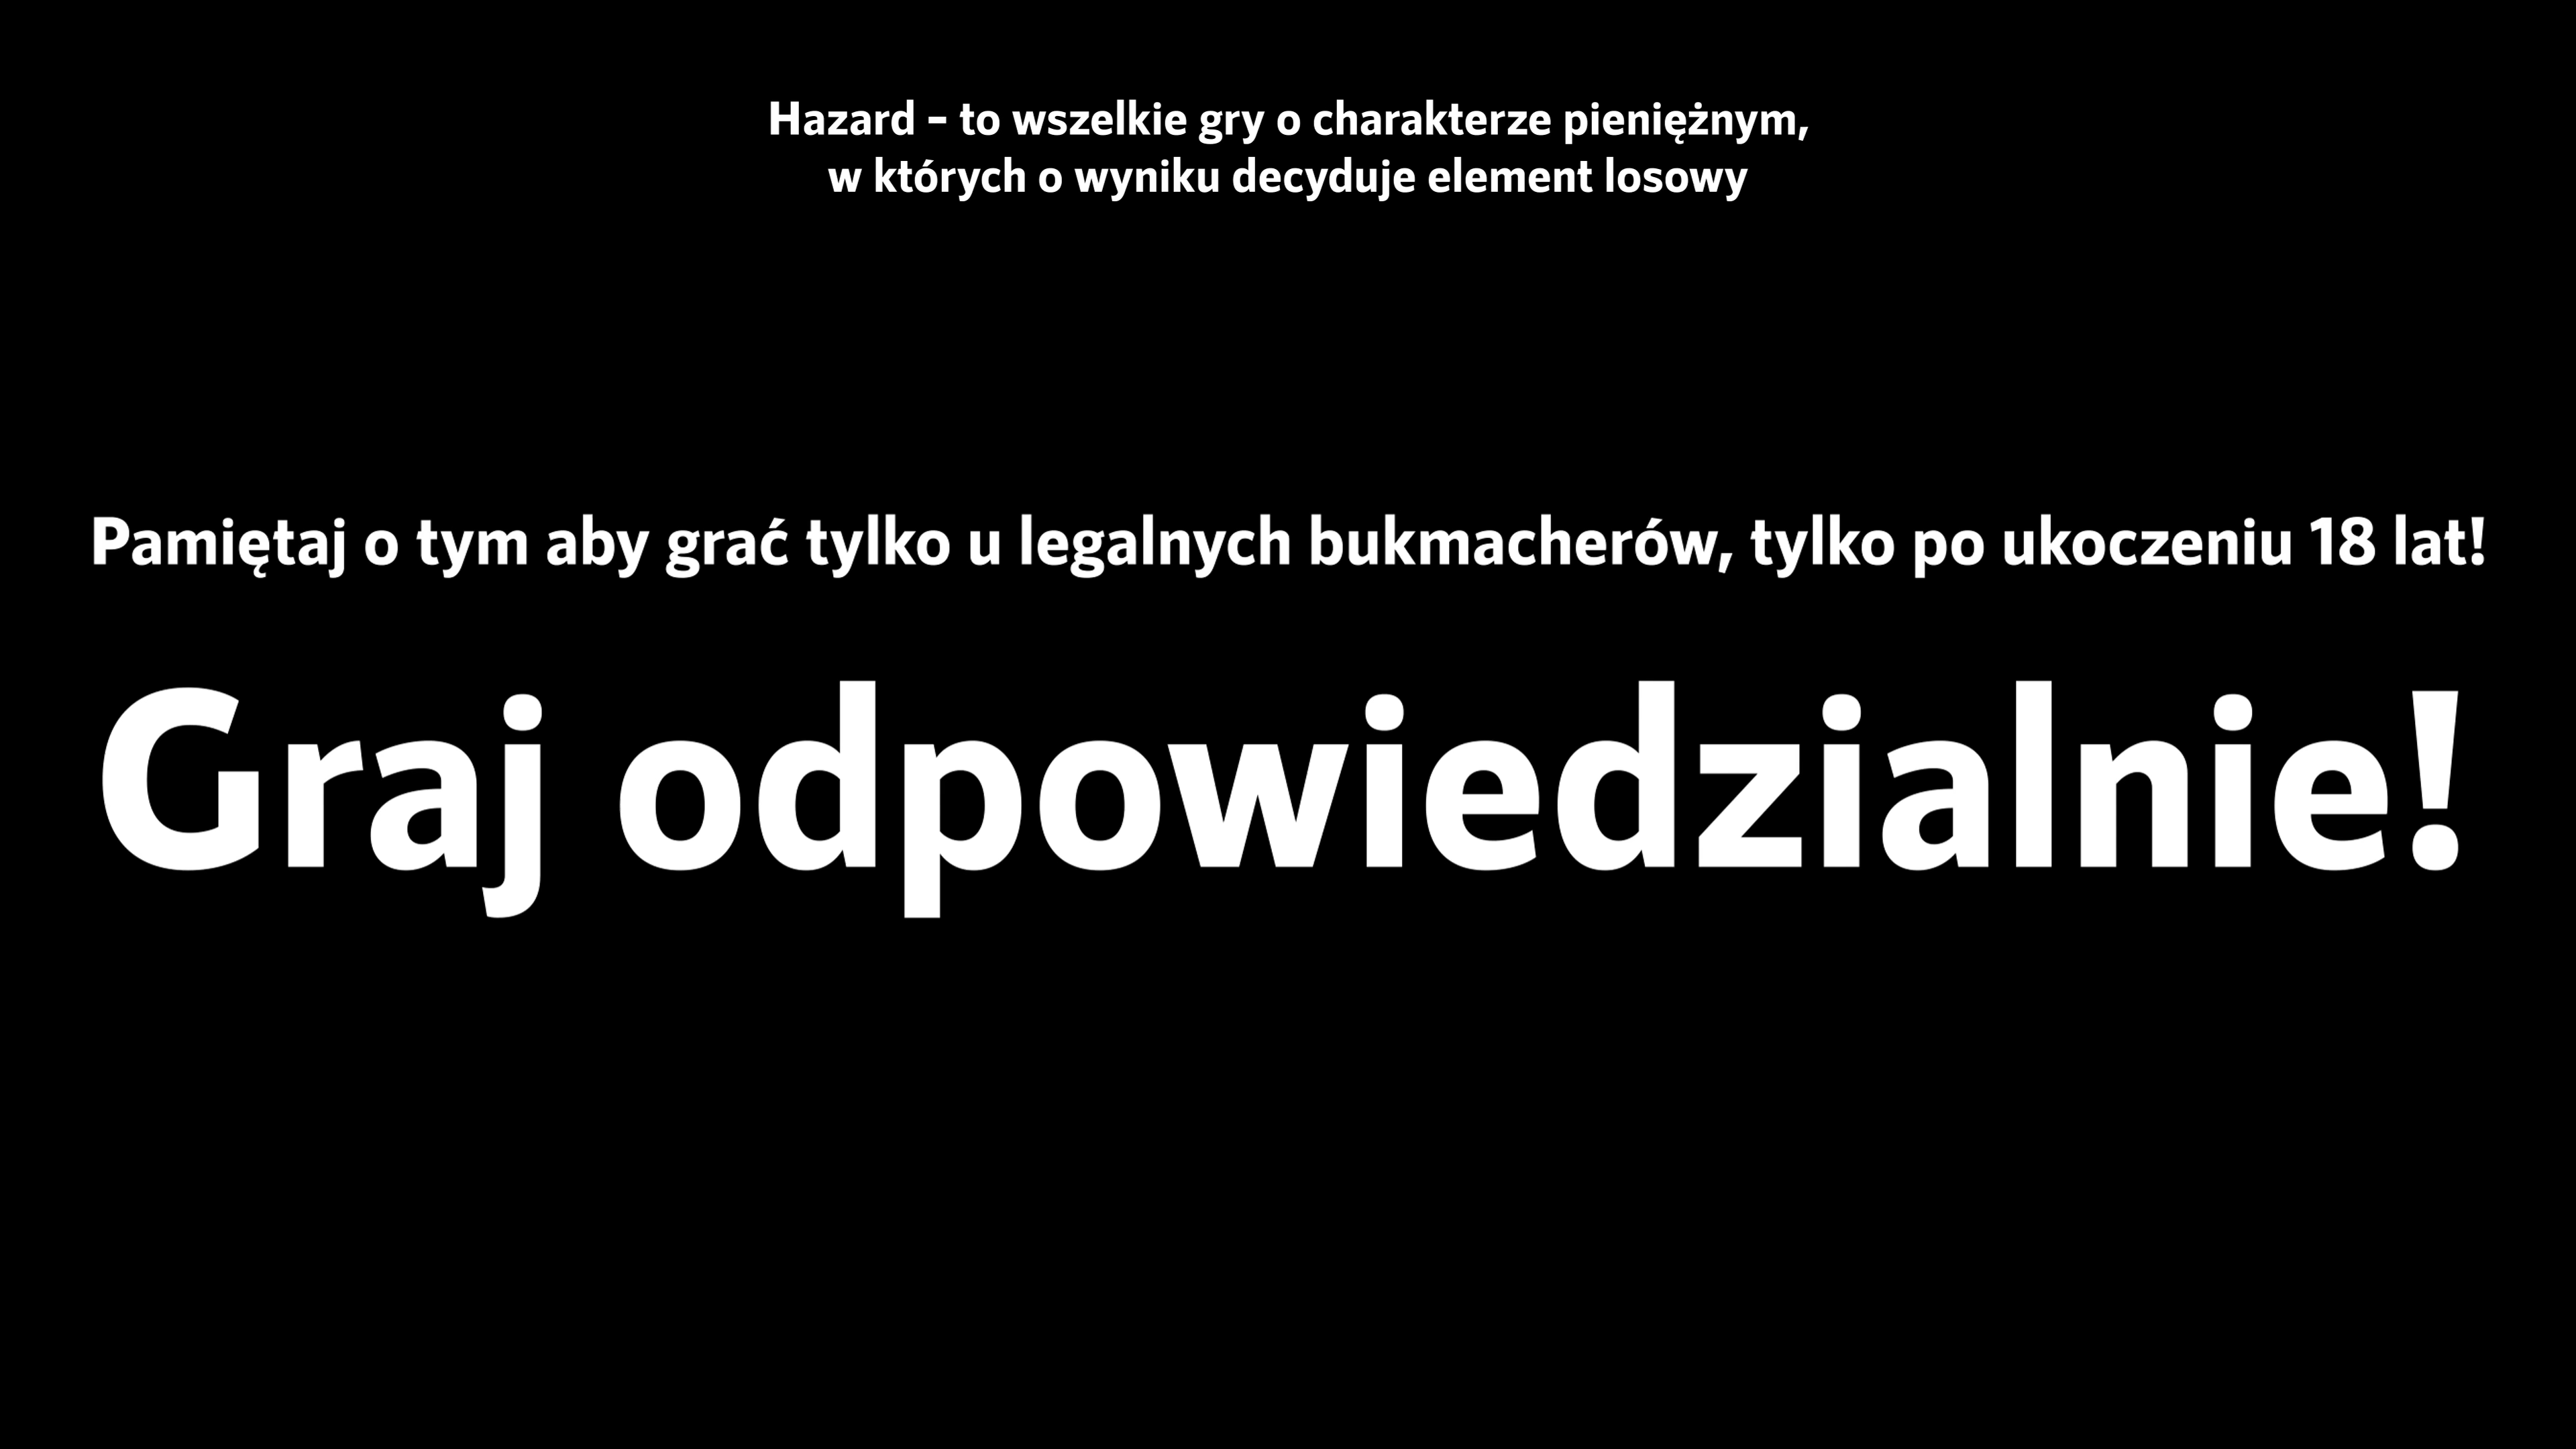 Hazard – to wszelkie gry o charakterze pieniężnym,
w których o wyniku decyduje element losowy
Pamiętaj o tym aby grać tylko u legalnych bukmacherów, tylko po ukoczeniu 18 lat!
Graj odpowiedzialnie!